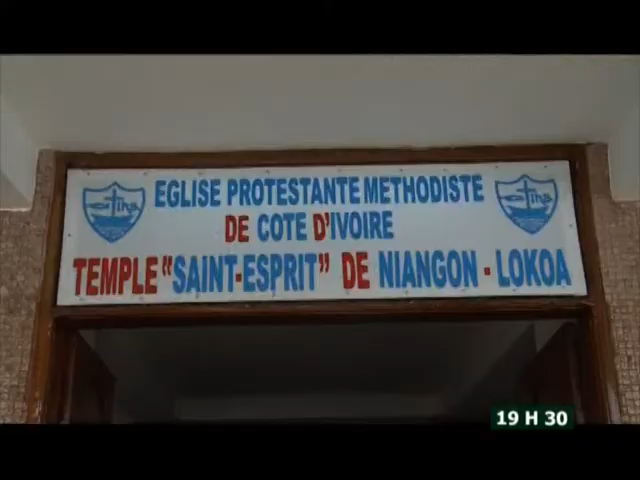 EGLISE PROTESTANTE METHODISTE
DE COTE D'IVOIRE
TEMPLE "SAINT-ESPRIT" DE NIANGON - LOKOA
19 H 30